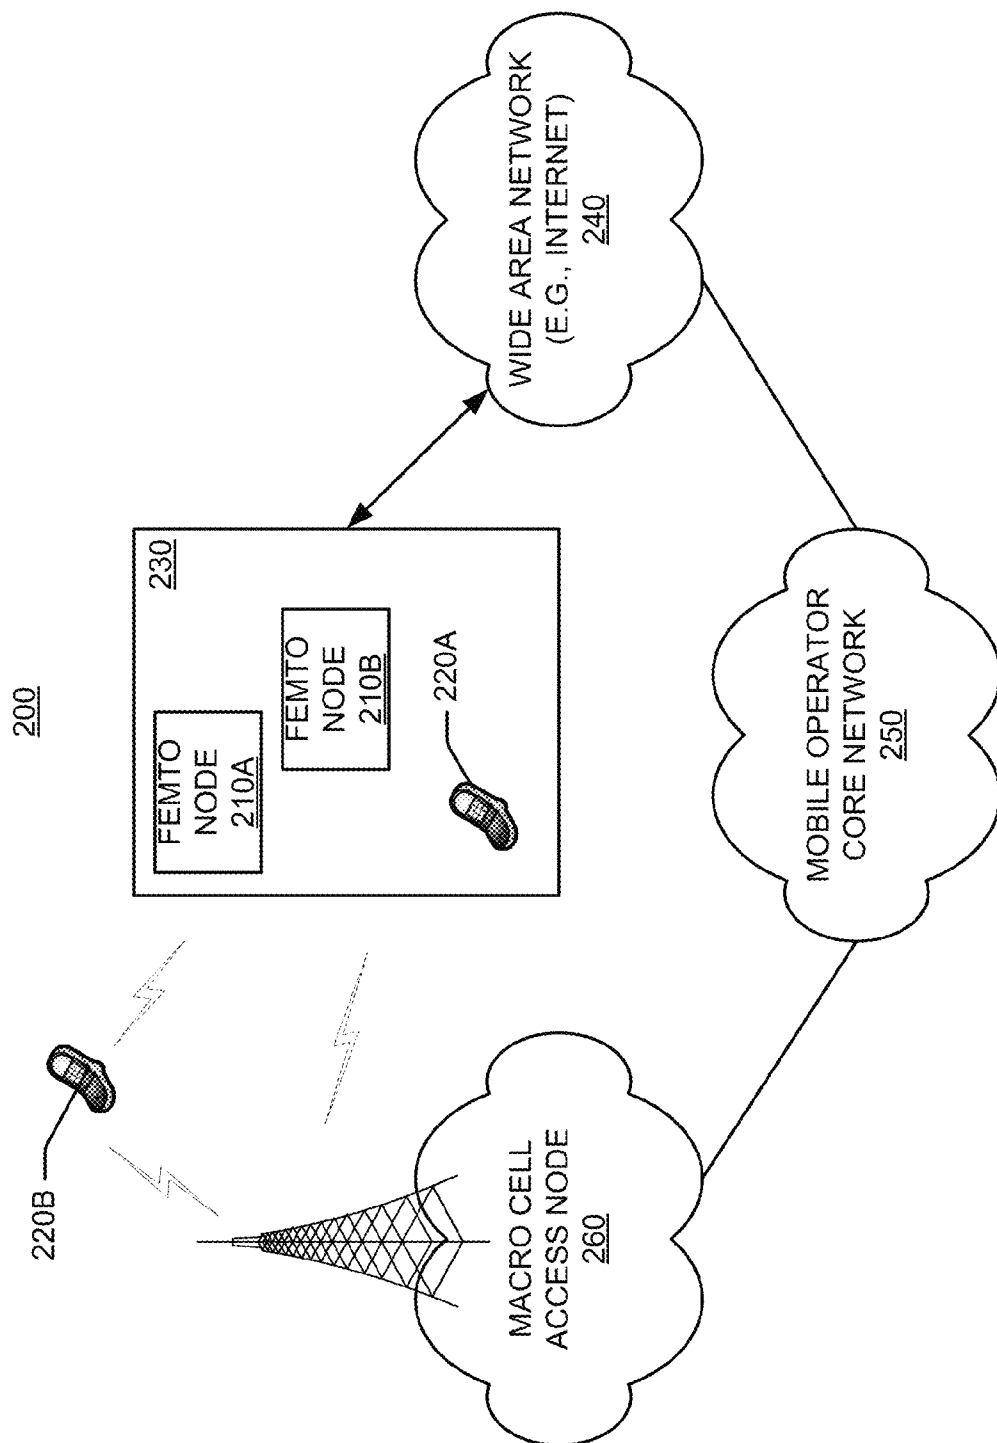 200
220B
FEMTO
NODE
210A
230
FEMTO
NODE
210B
220A
MACRO CELL
ACCESS NODE
260
WIDE AREA NETWORK
(E.G., INTERNET)
240
MOBILE OPERATOR
CORE NETWORK
250